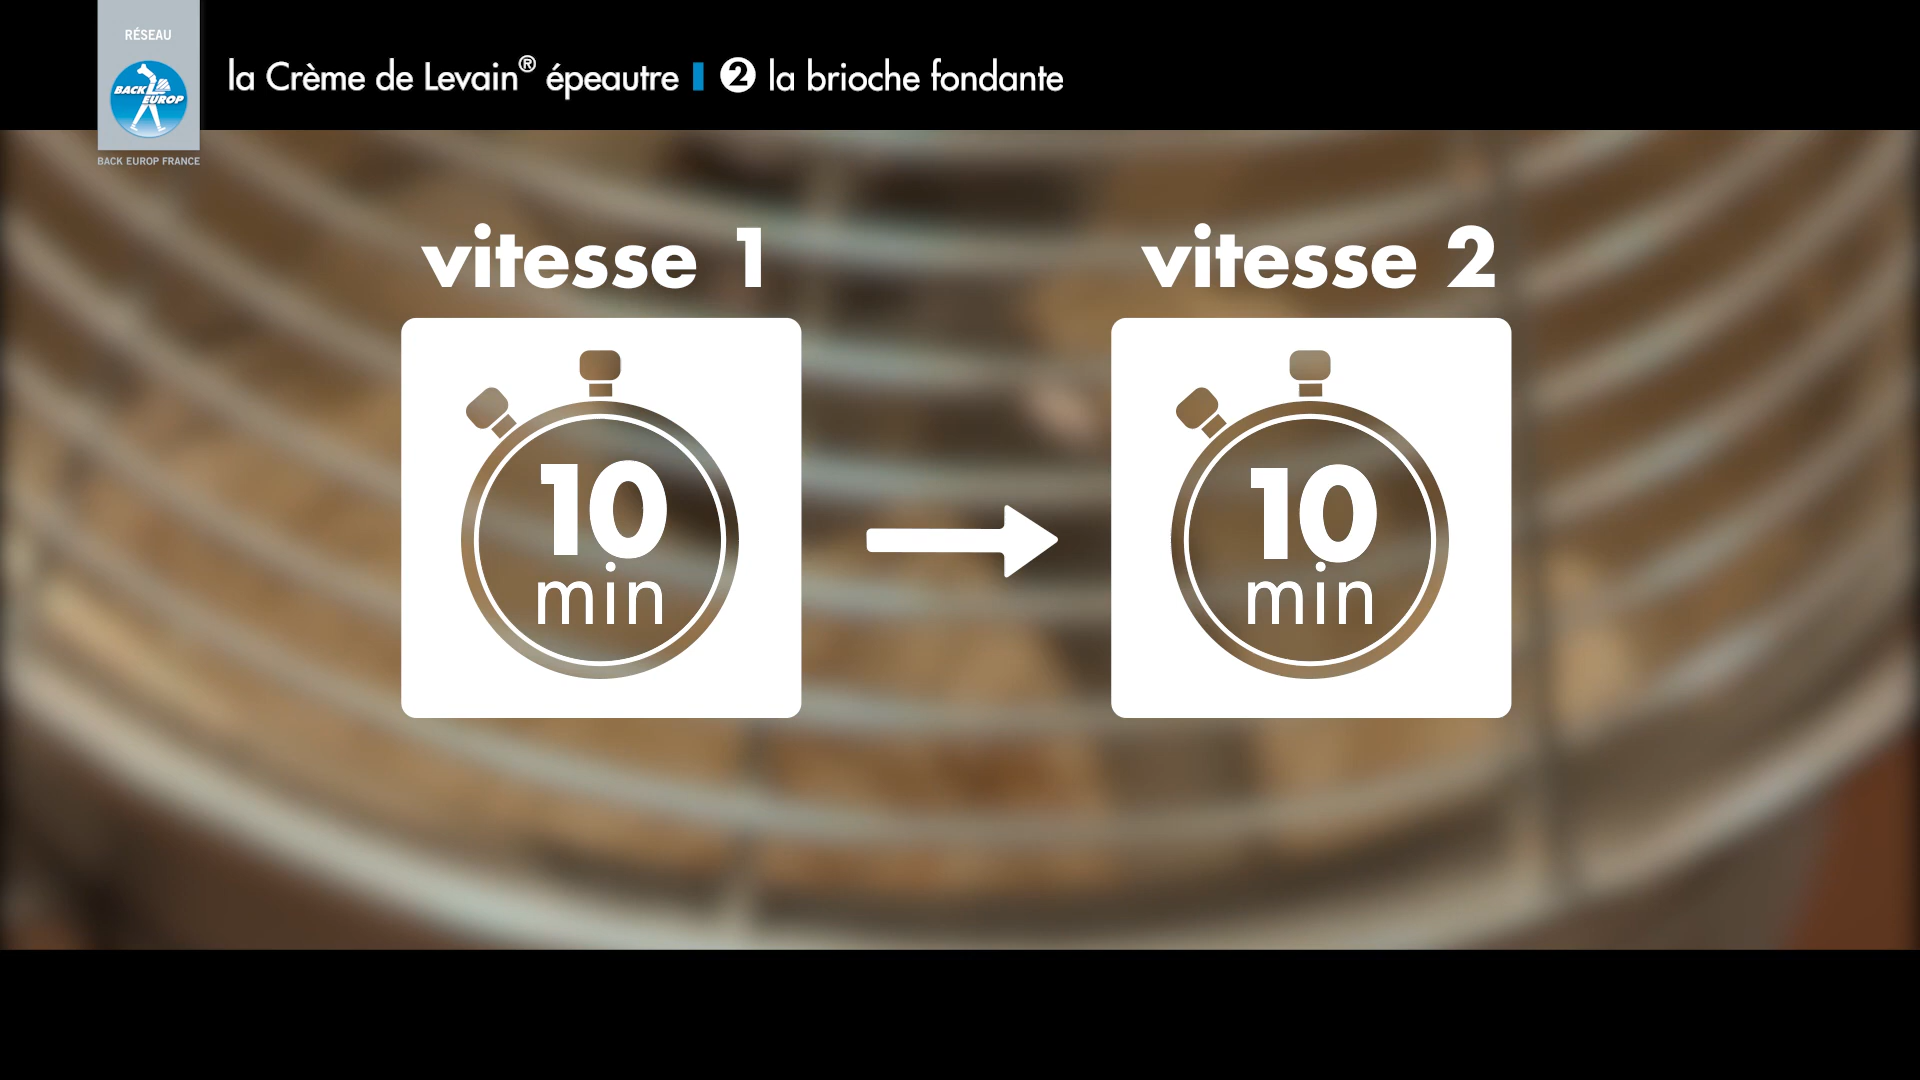 RÉSEAU
BACK
EUROP
BACK EUROP FRANCE
la Crème de Levain® épeautre ❷ la brioche fondante
vitesse 1
vitesse 2
10
min
10
min